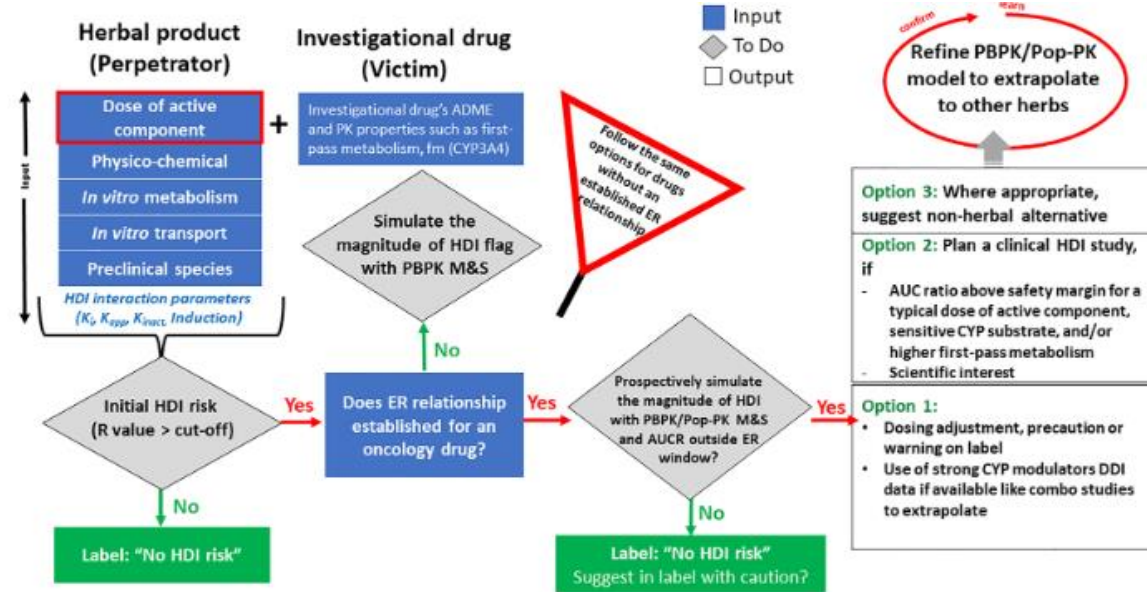 Herbal product
(Perpetrator)
Investigational drug
(Victim)
Input
To Do
Output
Input
Dose of active
component
+
Investigational drug's ADME
and PK properties such as first-
pass metabolism, fm (CYP3A4)
Physico-chemical
In vitro metabolism
In vitro transport
Preclinical species
HDI interaction parameters
(Ki, Kapp, Kinact, Induction)
Simulate the
magnitude of HDI flag
with PBPK M&S
Follow the same
options for drugs
without an
established ER
relationship
confirm
learn
Refine PBPK/Pop-PK
model to extrapolate
to other herbs
Option 3: Where appropriate,
suggest non-herbal alternative
Option 2: Plan a clinical HDI study,
if
- AUC ratio above safety margin for a
typical dose of active component,
sensitive CYP substrate, and/or
higher first-pass metabolism
- Scientific interest
Option 1:
• Dosing adjustment, precaution or
warning on label
• Use of strong CYP modulators DDI
data if available like combo studies
to extrapolate
Initial HDI risk
(R value > cut-off)
Yes
No
Does ER relationship
established for an
oncology drug?
No
Yes
Prospectively simulate
the magnitude of HDI
with PBPK/Pop-PK M&S
and AUCR outside ER
window?
Yes
No
Label: "No HDI risk"
Label: "No HDI risk"
Suggest in label with caution?